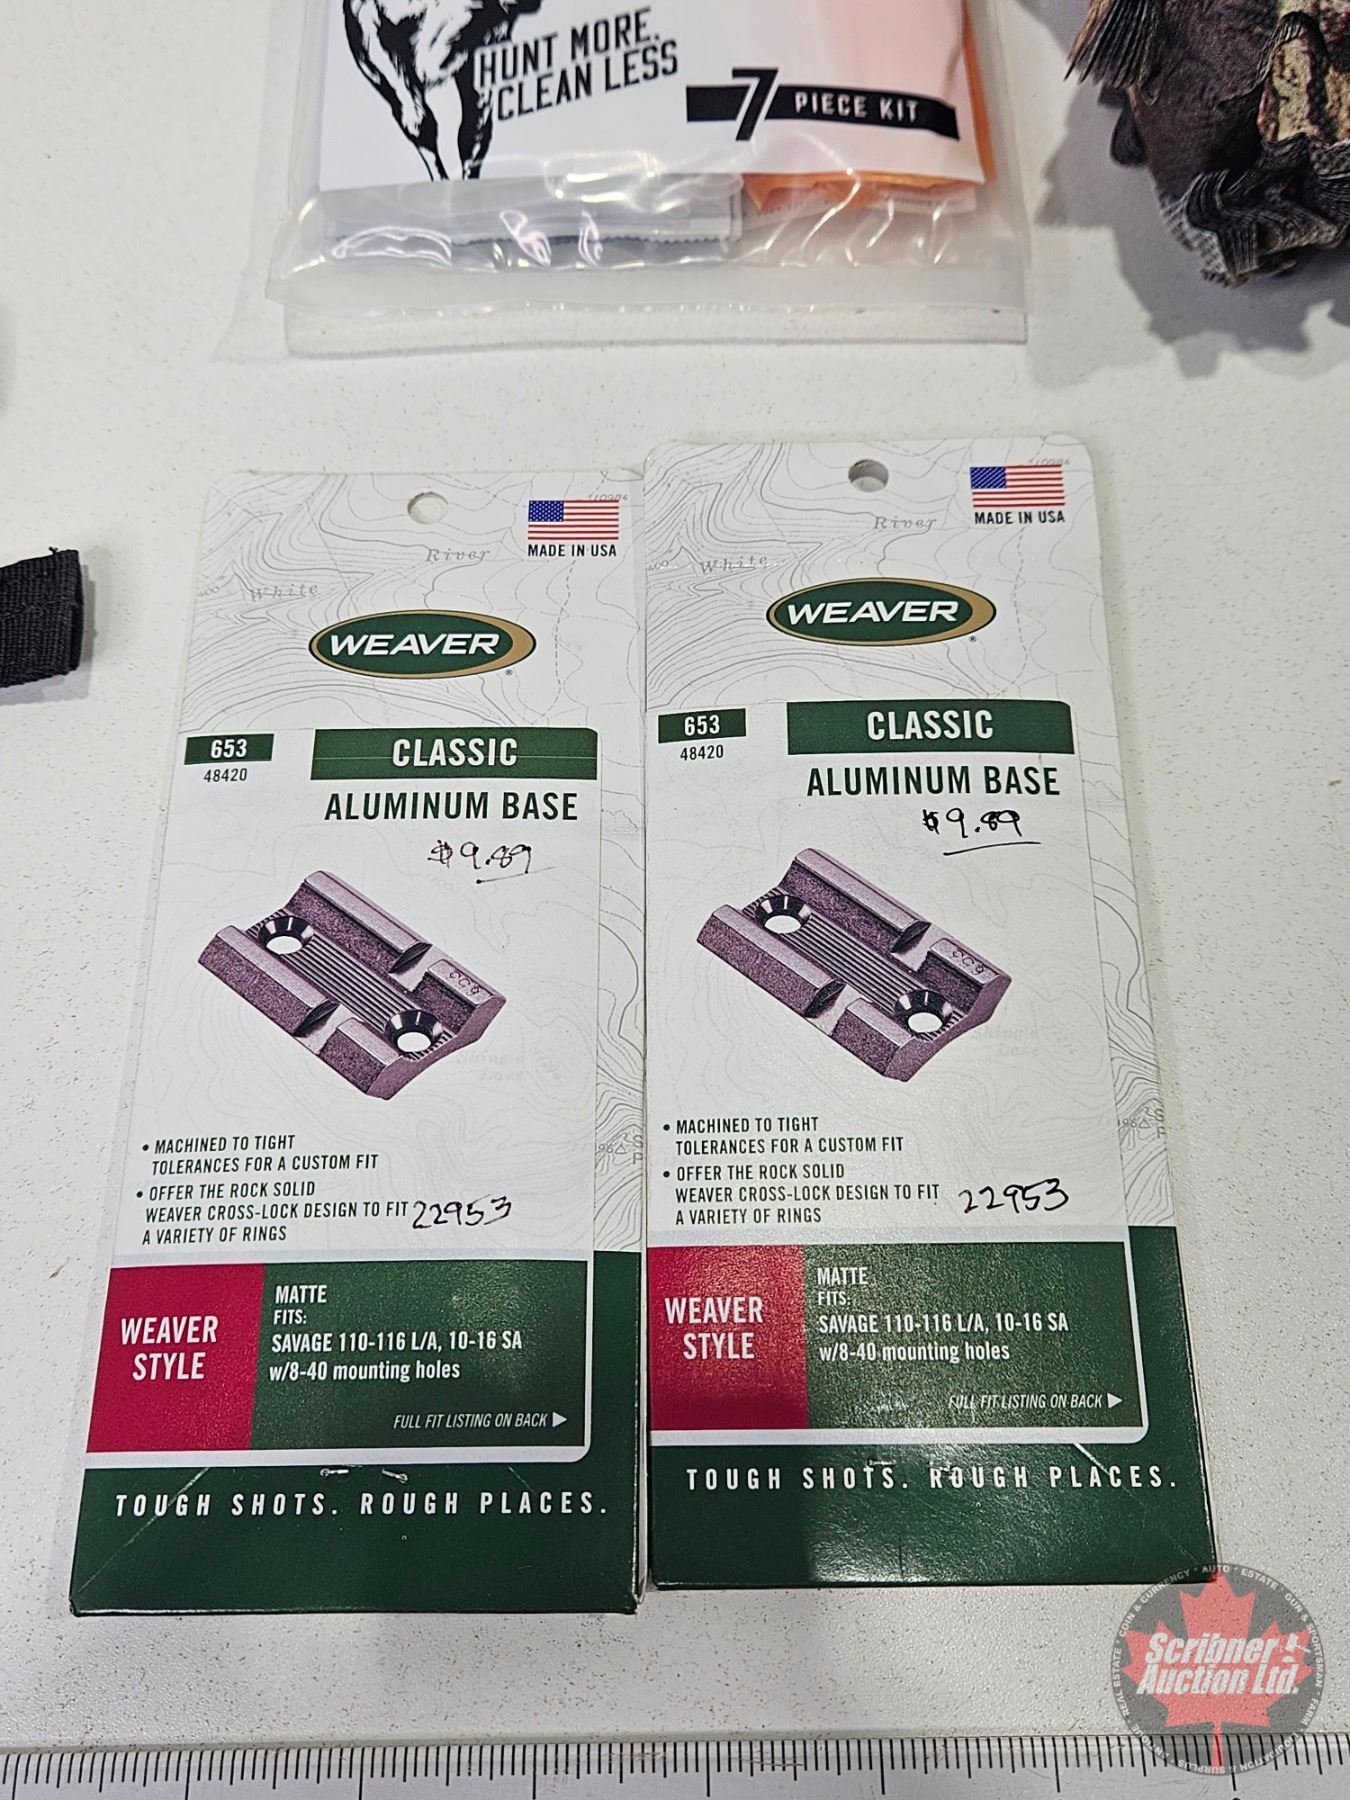 HUNT MORE.
CLEAN LESS
7 PIECE KIT
MADE IN USA
River
White
WEAVER
®
653
48420
CLASSIC
ALUMINUM BASE
$9.89
• MACHINED TO TIGHT
TOLERANCES FOR A CUSTOM FIT
• OFFER THE ROCK SOLID
WEAVER CROSS-LOCK DESIGN TO FIT
A VARIETY OF RINGS
22953
WEAVER
STYLE
MATTE
FITS:
SAVAGE 110-116 L/A, 10-16 SA
w/8-40 mounting holes
FULL FIT LISTING ON BACK
TOUGH SHOTS. ROUGH PLACES.
MADE IN USA
River
White
WEAVER
®
653
48420
CLASSIC
ALUMINUM BASE
$9.89
• MACHINED TO TIGHT
TOLERANCES FOR A CUSTOM FIT
• OFFER THE ROCK SOLID
WEAVER CROSS-LOCK DESIGN TO FIT
A VARIETY OF RINGS
22953
WEAVER
STYLE
MATTE
FITS:
SAVAGE 110-116 L/A, 10-16 SA
w/8-40 mounting holes
FULL FIT LISTING ON BACK
TOUGH SHOTS. ROUGH PLACES.
Scribner
Auction Ltd.